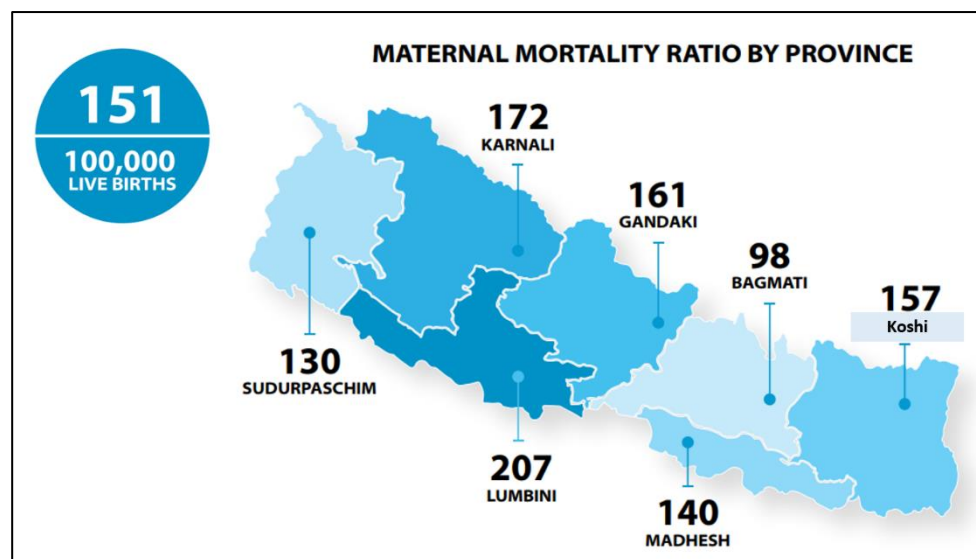 MATERNAL MORTALITY RATIO BY PROVINCE
151
100,000
LIVE BIRTHS
172
KARNALI
161
GANDAKI
98
BAGMATI
157
Koshi
130
SUDURPASCHIM
207
LUMBINI
140
MADHESH